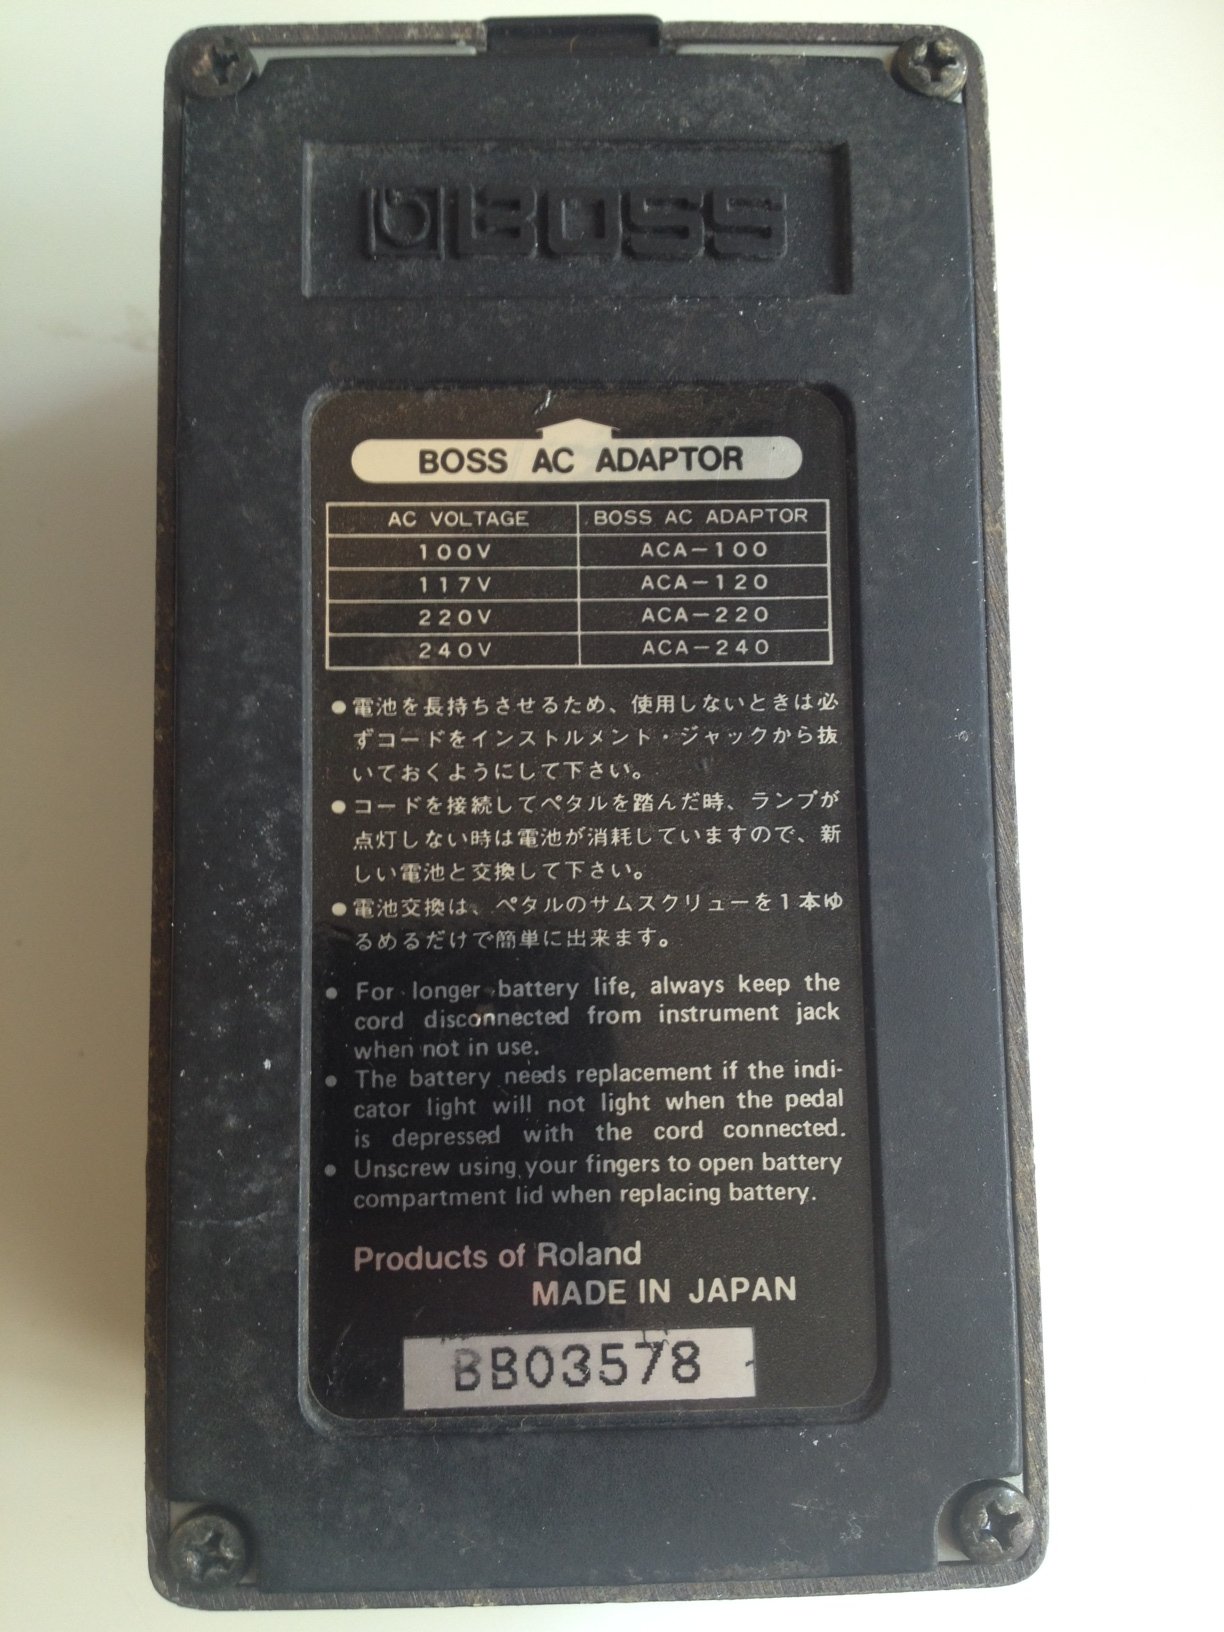 BOSS
BOSS AC ADAPTOR
AC VOLTAGE BOSS AC ADAPTOR
100V ACA-100
117V ACA-120
220V ACA-220
240V ACA-240
●電池を長持ちさせるため、使用しないときは必
ずコードをインストルメント・ジャックから抜
いておくようにして下さい。
●コードを接続してペタルを踏んだ時、ランプが
点灯しない時は電池が消耗していますので、新
しい電池と交換して下さい。
●電池交換は、ペタルのサムスクリューを1本ゆ
るめるだけで簡単に出来ます。
● For longer battery life, always keep the
cord disconnected from instrument jack
when not in use.
● The battery needs replacement if the indi-
cator light will not light when the pedal
is depressed with the cord connected.
● Unscrew using your fingers to open battery
compartment lid when replacing battery.
Products of Roland
MADE IN JAPAN
BB03578